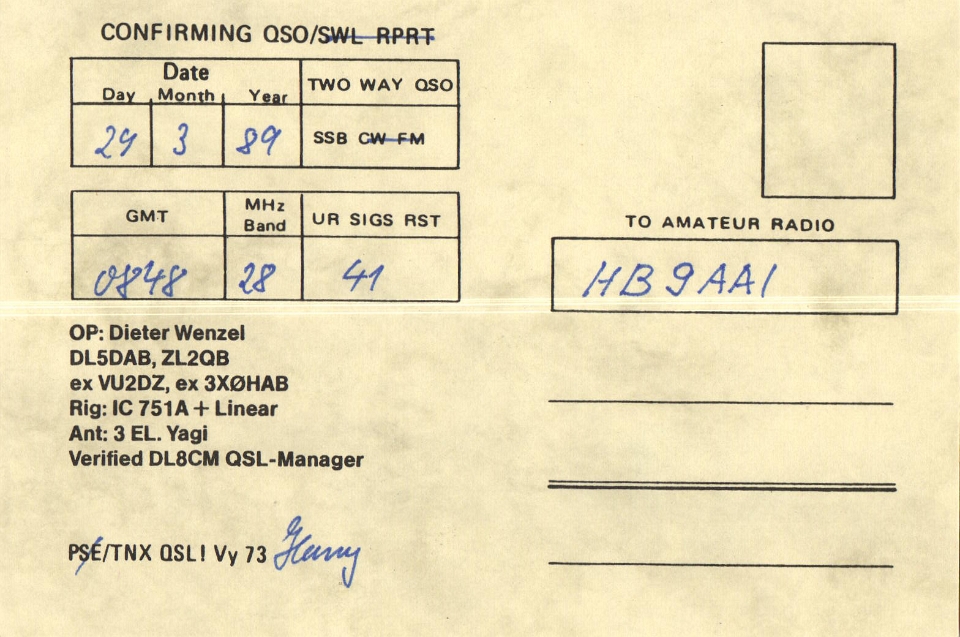 CONFIRMING QSO/SWL RPRT
Date
Day Month Year
TWO WAY QSO
29 3 89
SSB CW FM
GMT
MHz
Band
UR SIGS RST
0848 28 41
TO AMATEUR RADIO
HB9AAI
OP: Dieter Wenzel
DL5DAB, ZL2QB
ex VU2DZ, ex 3XØHAB
Rig: IC 751A + Linear
Ant: 3 EL. Yagi
Verified DL8CM QSL-Manager
PSE/TNX QSL! Vy 73 Harry